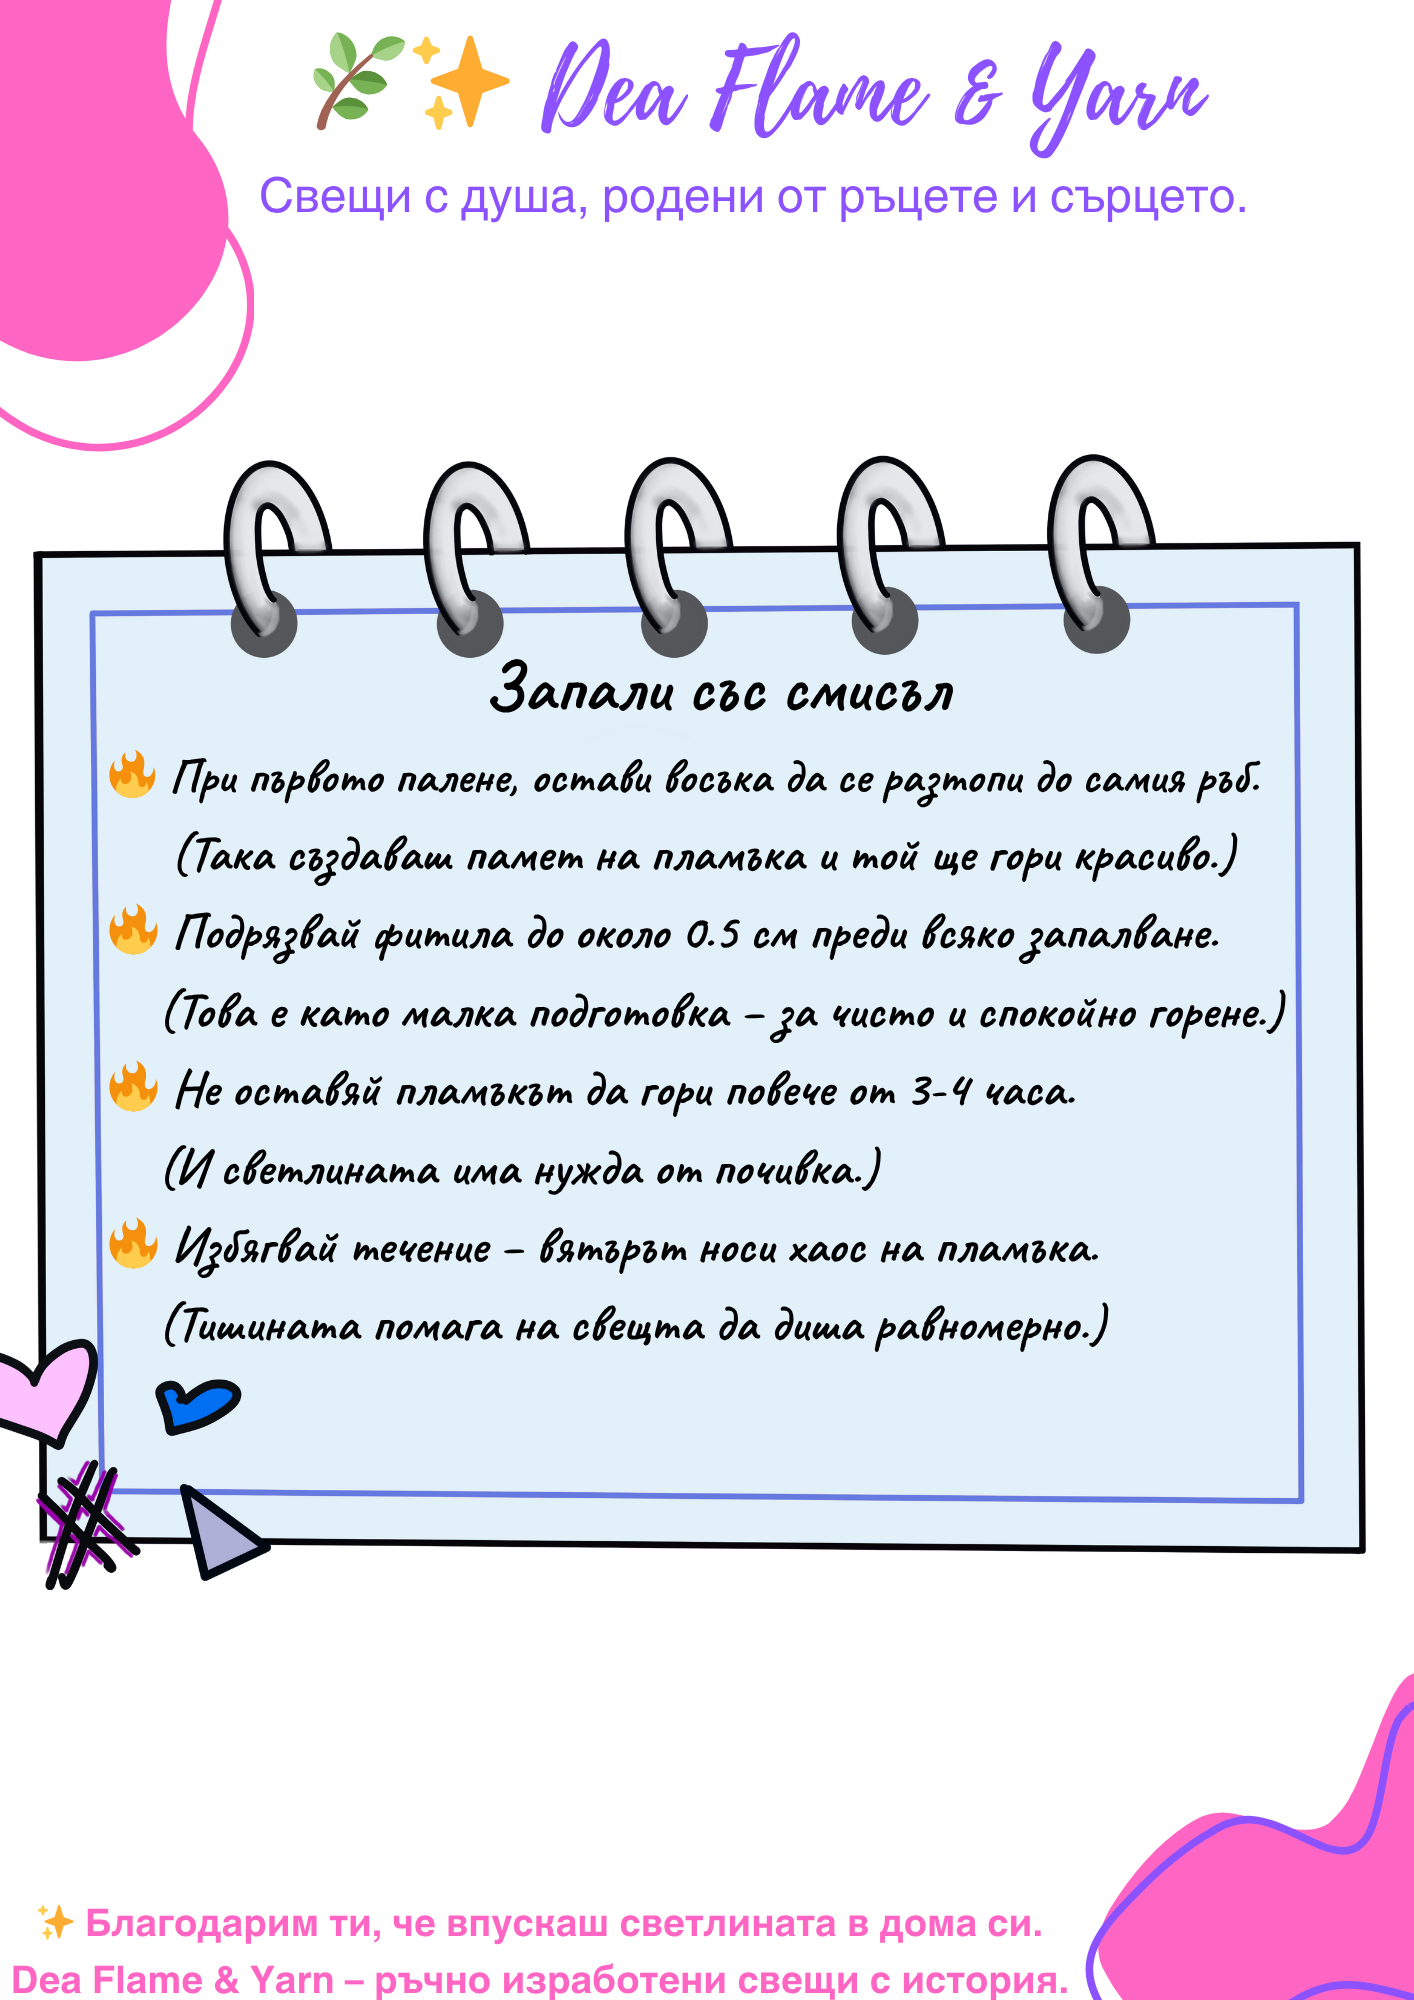 🌿✨ Dea Flame & Yarn
Свещи с душа, родени от ръцете и сърцето.
Запали със смисъл
🔥 При първото палене, остави восъка да се разтопи до самия ръб.
(Така създаваш памет на пламъка и той ще гори красиво.)
🔥 Подрязвай фитила до около 0.5 см преди всяко запалване.
(Това е като малка подготовка – за чисто и спокойно горене.)
🔥 Не оставяй пламъкът да гори повече от 3-4 часа.
(И светлината има нужда от почивка.)
🔥 Избягвай течение – вятърът носи хаос на пламъка.
(Тишината помага на свещта да диша равномерно.)
✨ Благодарим ти, че впускаш светлината в дома си.
Dea Flame & Yarn – ръчно изработени свещи с история.